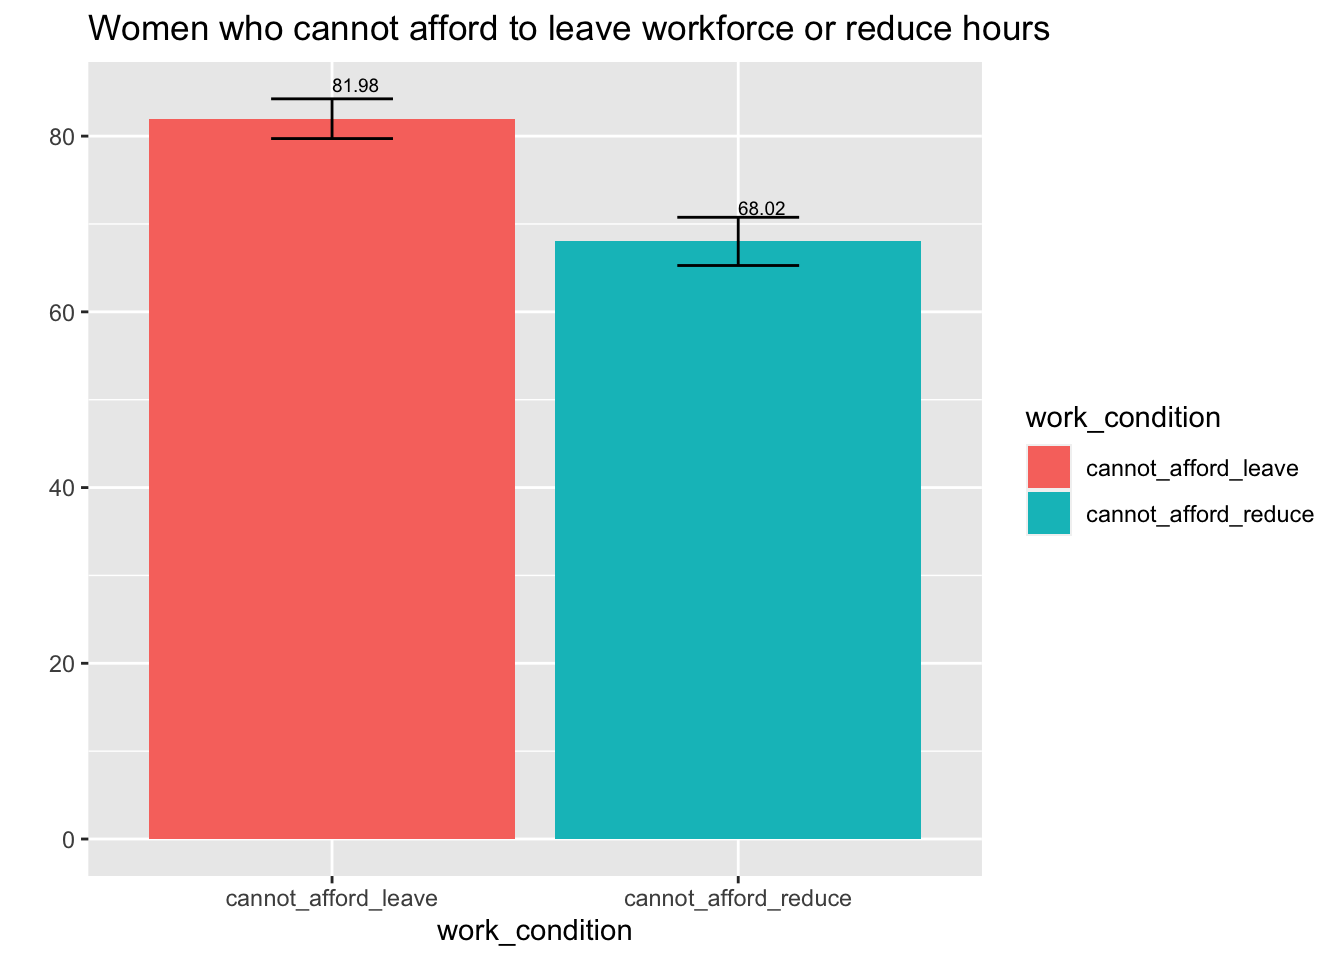 Women who cannot afford to leave workforce or reduce hours
81.98
68.02
80
60
40
20
0
cannot_afford_leave
cannot_afford_reduce
work_condition
work_condition
cannot_afford_leave
cannot_afford_reduce